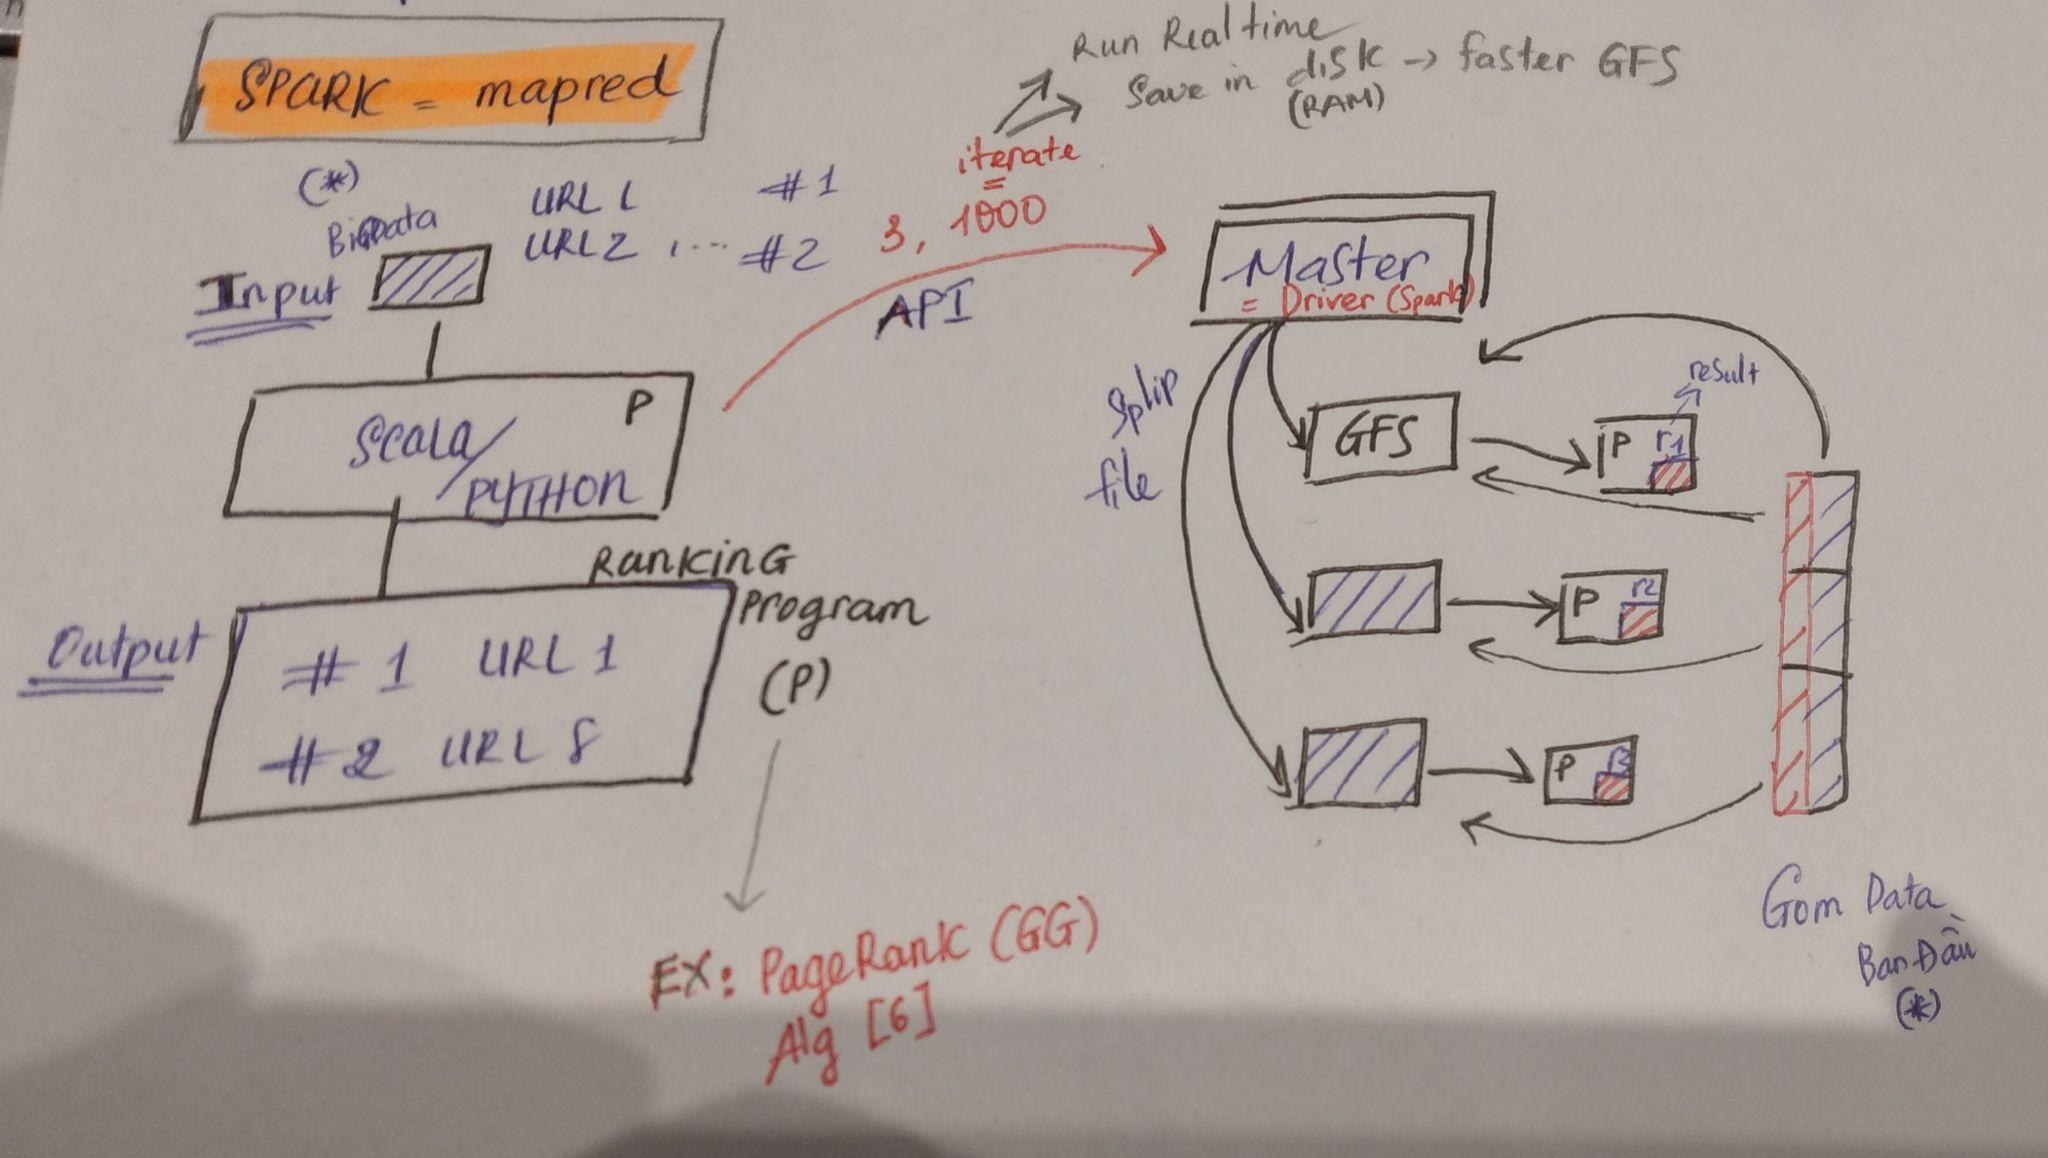 SPARK = mapred
Run Realtime
Save in disk → faster GFS
(RAM)
iterate
=
3, 1000
API
(*)
BigData
URL 1 #1
URL 2 , ... #2
Input
P
Scala/
PYTHON
Ranking
Program
(P)
Output
# 1 URL 1
# 2 URL 8
EX: PageRank (GG)
Alg [6]
Master
= Driver (Spark)
Split
file
GFS
result
P r1
P r2
P r3
Gom Data
Ban Đầu
(*)